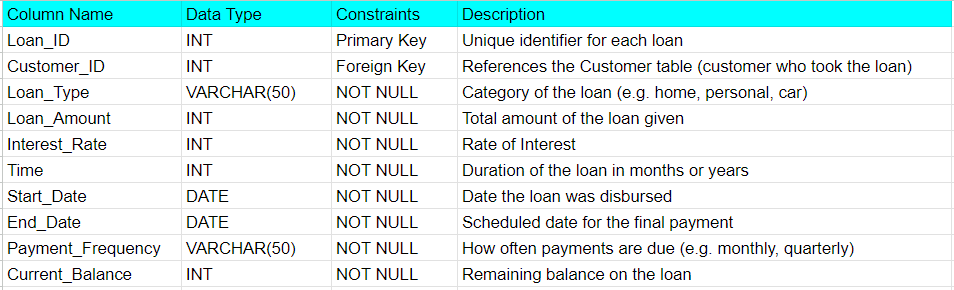 Column Name Data Type Constraints Description
Loan_ID INT Primary Key Unique identifier for each loan
Customer_ID INT Foreign Key References the Customer table (customer who took the loan)
Loan_Type VARCHAR(50) NOT NULL Category of the loan (e.g. home, personal, car)
Loan_Amount INT NOT NULL Total amount of the loan given
Interest_Rate INT NOT NULL Rate of Interest
Time INT NOT NULL Duration of the loan in months or years
Start_Date DATE NOT NULL Date the loan was disbursed
End_Date DATE NOT NULL Scheduled date for the final payment
Payment_Frequency VARCHAR(50) NOT NULL How often payments are due (e.g. monthly, quarterly)
Current_Balance INT NOT NULL Remaining balance on the loan